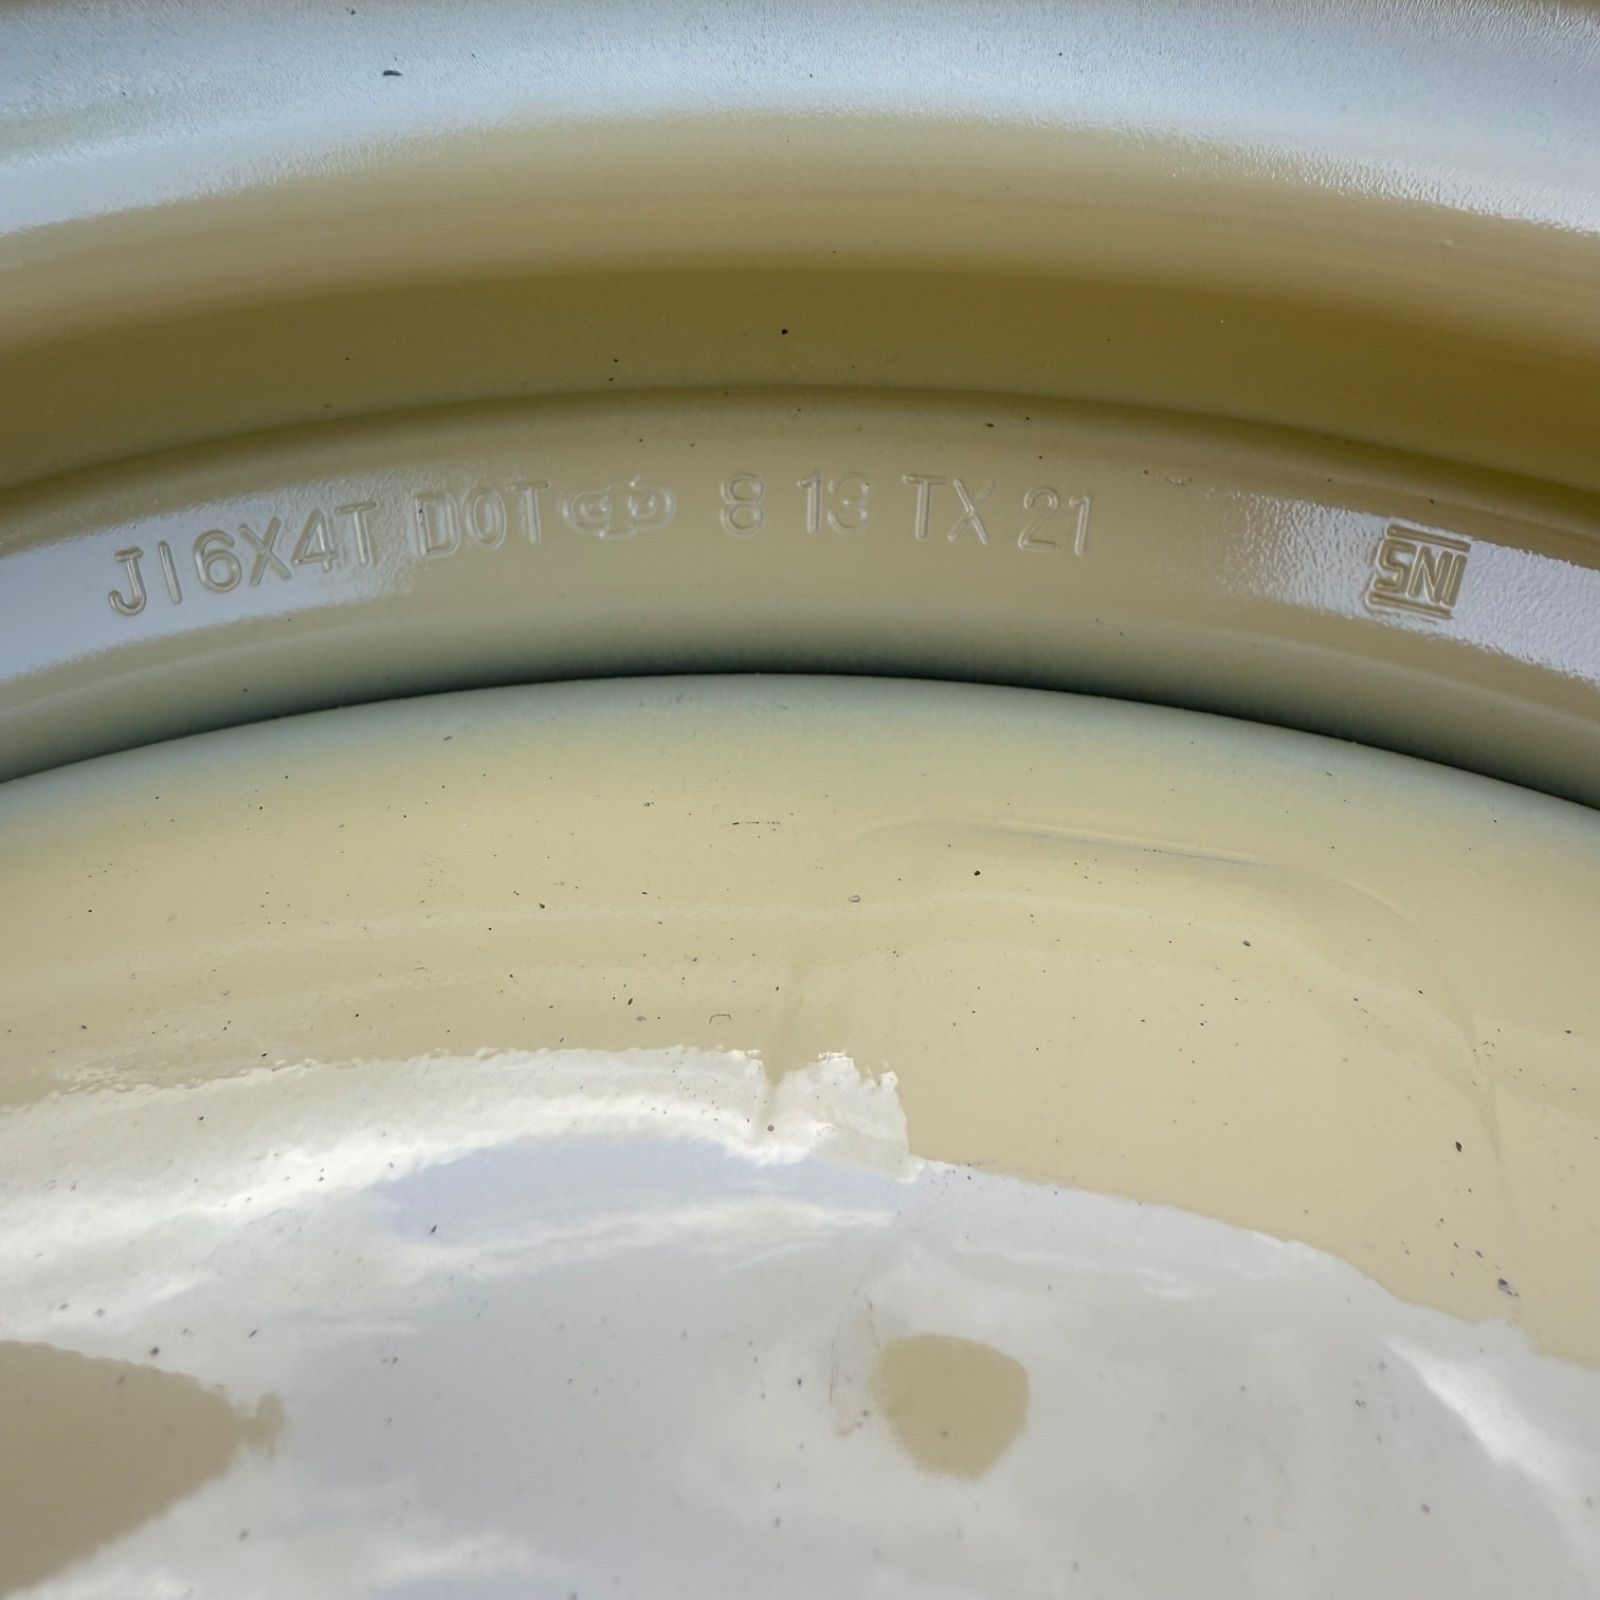 J16X4T DOT 8 13 TX 21 SNI